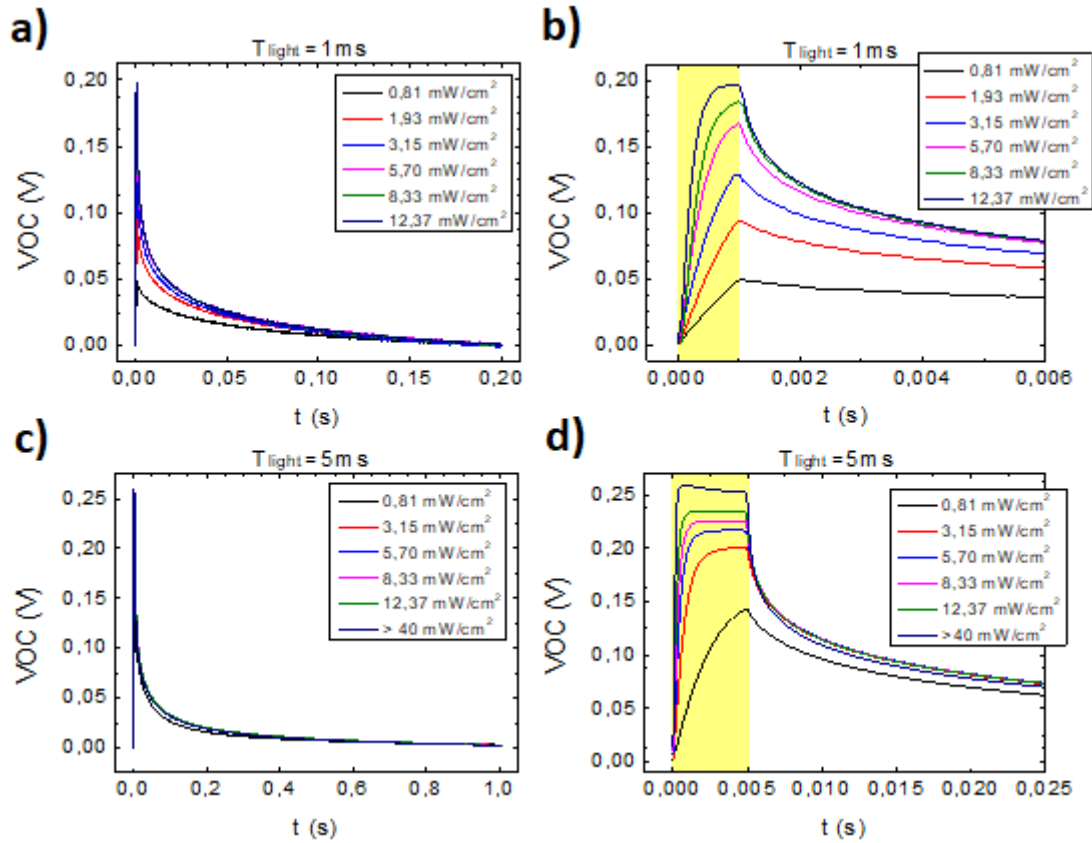 a)
T light = 1ms
0,20
0,15
0,10
0,05
0,00
VOC (V)
0,81 mW/cm²
1,93 mW/cm²
3,15 mW/cm²
5,70 mW/cm²
8,33 mW/cm²
12,37 mW/cm²
0,00 0,05 0,10 0,15 0,20
t (s)
b)
T light = 1ms
0,20
0,15
0,10
0,05
0,00
VOC (V)
0,81 mW/cm²
1,93 mW/cm²
3,15 mW/cm²
5,70 mW/cm²
8,33 mW/cm²
12,37 mW/cm²
0,000 0,002 0,004 0,006
t (s)
c)
T light = 5ms
0,25
0,20
0,15
0,10
0,05
0,00
VOC (V)
0,81 mW/cm²
3,15 mW/cm²
5,70 mW/cm²
8,33 mW/cm²
12,37 mW/cm²
> 40 mW/cm²
0,0 0,2 0,4 0,6 0,8 1,0
t (s)
d)
T light = 5ms
0,25
0,20
0,15
0,10
0,05
0,00
VOC (V)
0,81 mW/cm²
3,15 mW/cm²
5,70 mW/cm²
8,33 mW/cm²
12,37 mW/cm²
>40 mW/cm²
0,000 0,005 0,010 0,015 0,020 0,025
t (s)